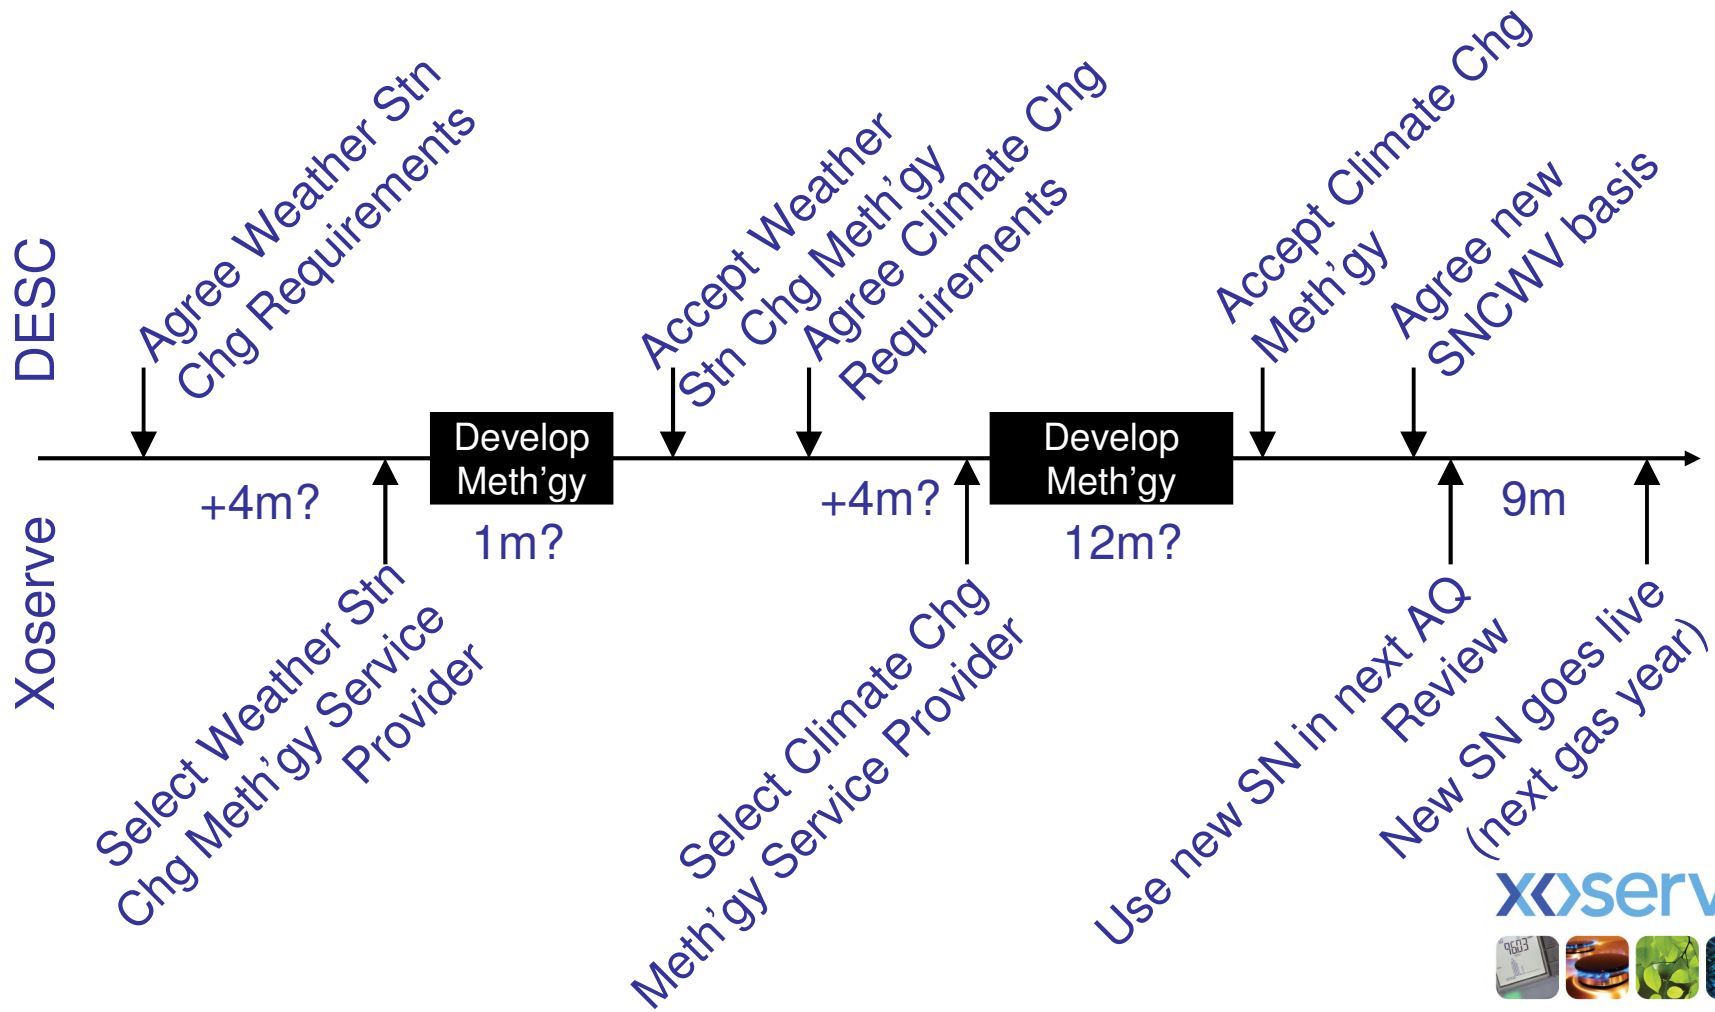 DESC
Agree Weather Stn
Chg Requirements
Accept Weather
Stn Chg Meth'gy
Agree Climate Chg
Requirements
Accept Climate Chg
Meth'gy
Agree new
SNCWV basis
Develop
Meth'gy
Develop
Meth'gy
+4m?
1m?
+4m?
12m?
9m
Xoserve
Select Weather Stn
Chg Meth'gy Service
Provider
Select Climate Chg
Meth'gy Service Provider
Use new SN in next AQ
Review
New SN goes live
(next gas year)
xoserv
9603